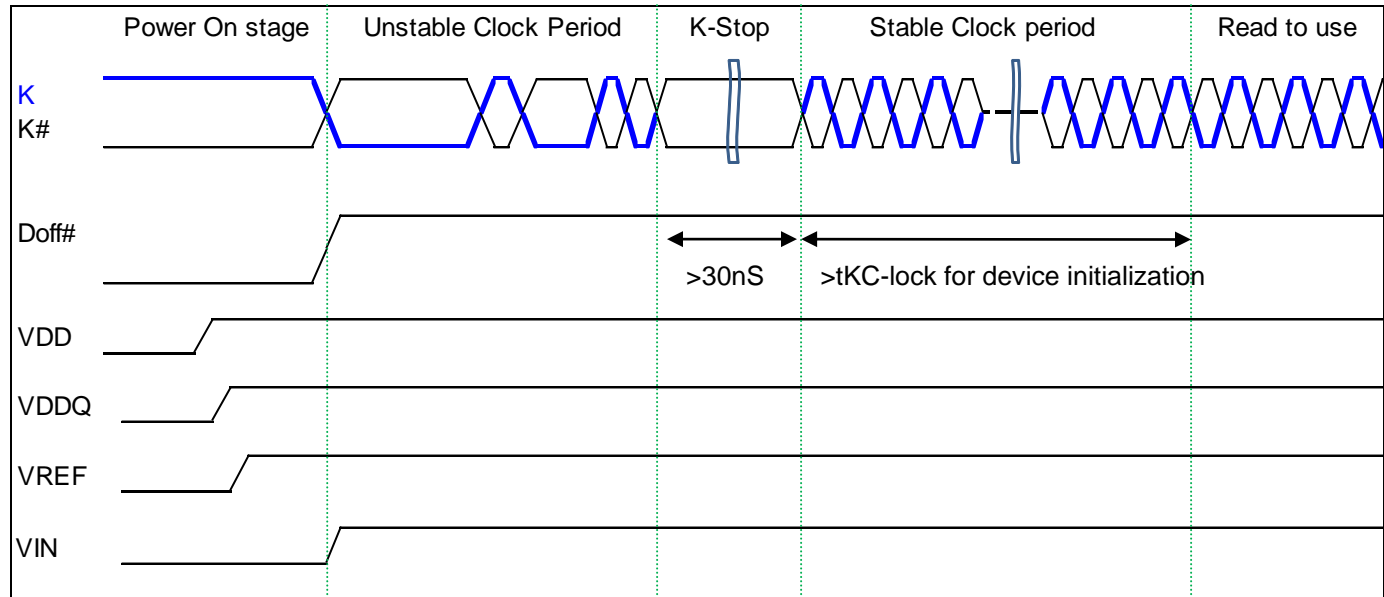 Power On stage
Unstable Clock Period
K-Stop
Stable Clock period
Read to use
K
K#
Doff#
>30nS
>tKC-lock for device initialization
VDD
VDDQ
VREF
VIN